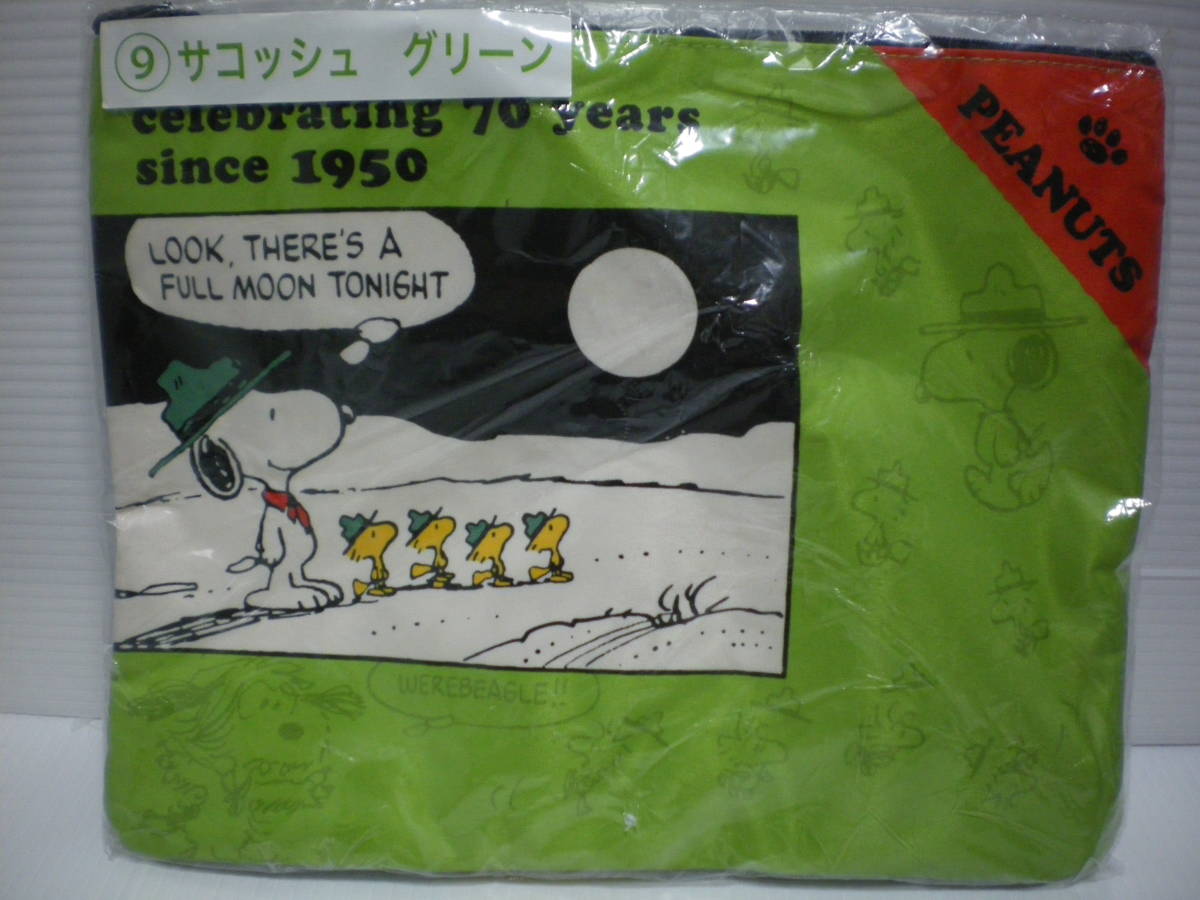 ⑨サコッシュ　グリーン
celebrating 70 years
since 1950
PEANUTS
LOOK, THERE'S A
FULL MOON TONIGHT
WEREBEAGLE!!